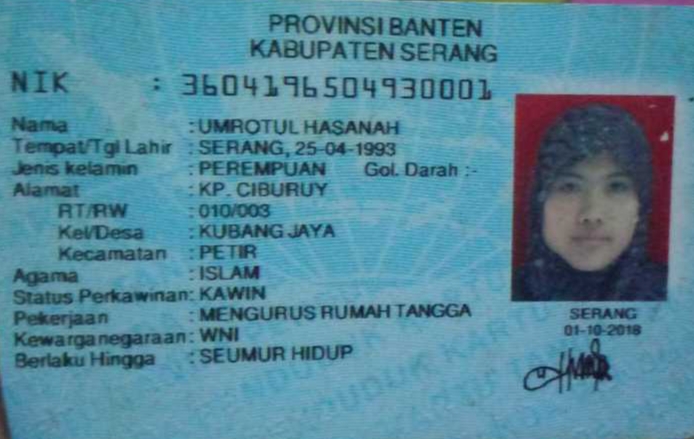 PROVINSI BANTEN
KABUPATEN SERANG
NIK : 3604196504930001
Nama : UMROTUL HASANAH
Tempat/Tgl Lahir : SERANG, 25-04-1993
Jenis kelamin : PEREMPUAN Gol. Darah :-
Alamat : KP. CIBURUY
RT/RW : 010/003
Kel/Desa : KUBANG JAYA
Kecamatan : PETIR
Agama : ISLAM
Status Perkawinan: KAWIN
Pekerjaan : MENGURUS RUMAH TANGGA
Kewarganegaraan: WNI
Berlaku Hingga : SEUMUR HIDUP
SERANG
01-10-2018